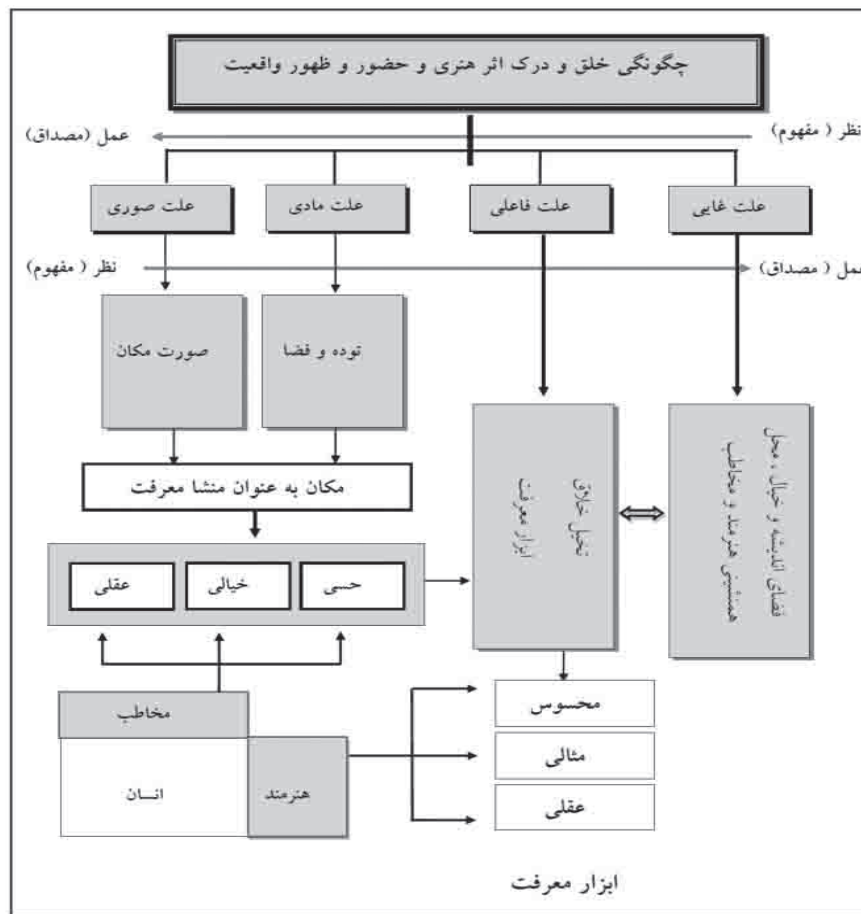 چگونگی خلق و درک اثر هنری و حضور و ظهور واقعیت
نظر ( مفهوم)
عمل (مصداق)
علت غایی
علت فاعلی
علت مادی
علت صوری
نظر ( مفهوم)
عمل ( مصداق)
توده و فضا
صورت مکان
فضای اندیشه و خیال ، محل
همنشینی هنرمند و مخاطب
تخیل خلاق
ابزار معرفت
مکان به عنوان منشا معرفت
حسی
خیالی
عقلی
مخاطب
انسان
هنرمند
محسوس
مثالی
عقلی
ابزار معرفت